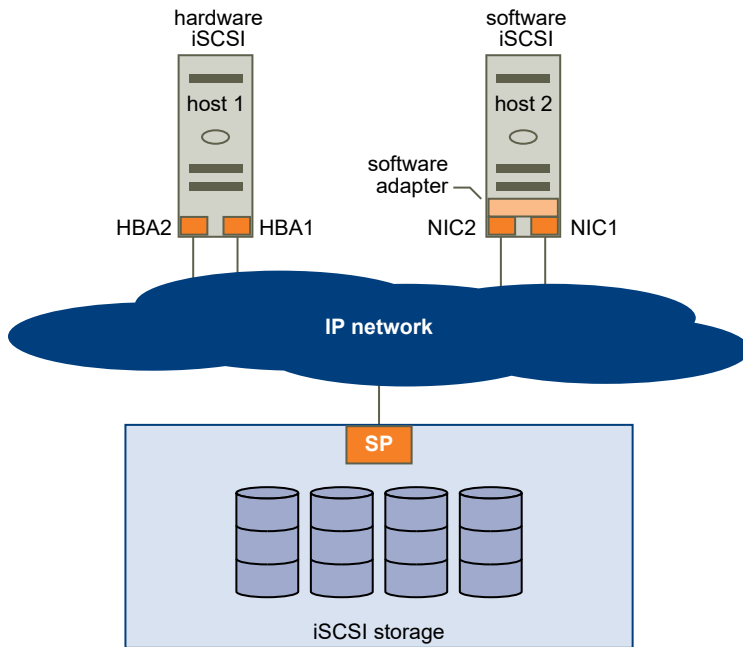 hardware
iSCSI
software
iSCSI
host 1
host 2
software
adapter
HBA2
HBA1
NIC2
NIC1
IP network
SP
iSCSI storage